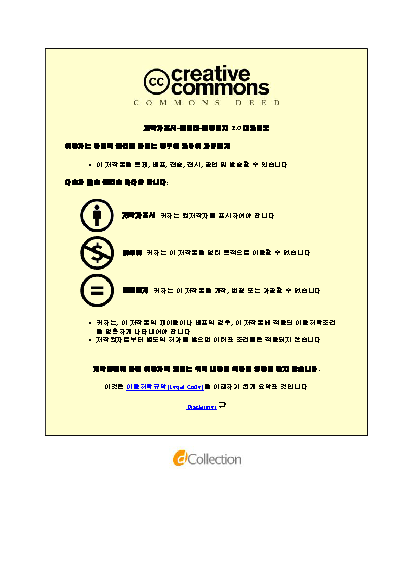 cc creative commons
COMMONS DEED
저작자표시-비영리-변경금지 2.0 대한민국
이용자는 아래의 조건을 따르는 경우에 한하여 자유롭게
이 저작물을 복제, 배포, 전송, 전시, 공연 및 방송할 수 있습니다.
다음과 같은 조건을 따라야 합니다:
저작자표시. 귀하는 원저작자를 표시하여야 합니다.
비영리. 귀하는 이 저작물을 영리 목적으로 이용할 수 없습니다.
변경금지. 귀하는 이 저작물을 개작, 변형 또는 가공할 수 없습니다.
귀하는, 이 저작물의 재이용이나 배포의 경우, 이 저작물에 적용된 이용허락조건
을 명확하게 나타내어야 합니다.
저작권자로부터 별도의 허가를 받으면 이러한 조건들은 적용되지 않습니다.
저작권법에 따른 이용자의 권리는 위의 내용에 의하여 영향을 받지 않습니다.
이것은 이용허락규약(Legal Code)을 이해하기 쉽게 요약한 것입니다.
Disclaimer
dCollection